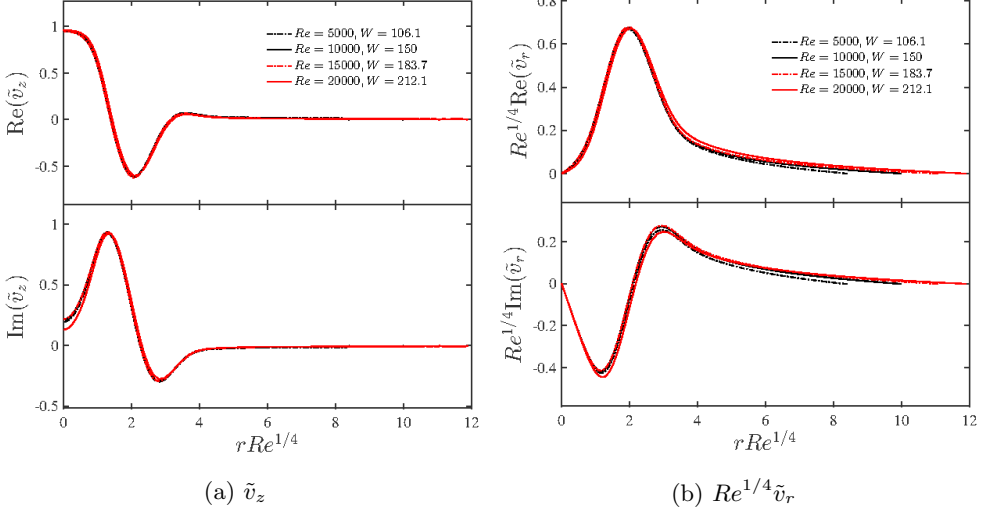 Re(ṽ_z)
1
0.5
0
-0.5
Re = 5000, W = 106.1
Re = 10000, W = 150
Re = 15000, W = 183.7
Re = 20000, W = 212.1
Im(ṽ_z)
1
0.5
0
-0.5
0 2 4 6 8 10 12
rRe^{1/4}
(a) ṽ_z
Re^{1/4}Re(ṽ_r)
0.8
0.6
0.4
0.2
0
Re = 5000, W = 106.1
Re = 10000, W = 150
Re = 15000, W = 183.7
Re = 20000, W = 212.1
Re^{1/4}Im(ṽ_r)
0.2
0
-0.2
-0.4
0 2 4 6 8 10 12
rRe^{1/4}
(b) Re^{1/4}ṽ_r